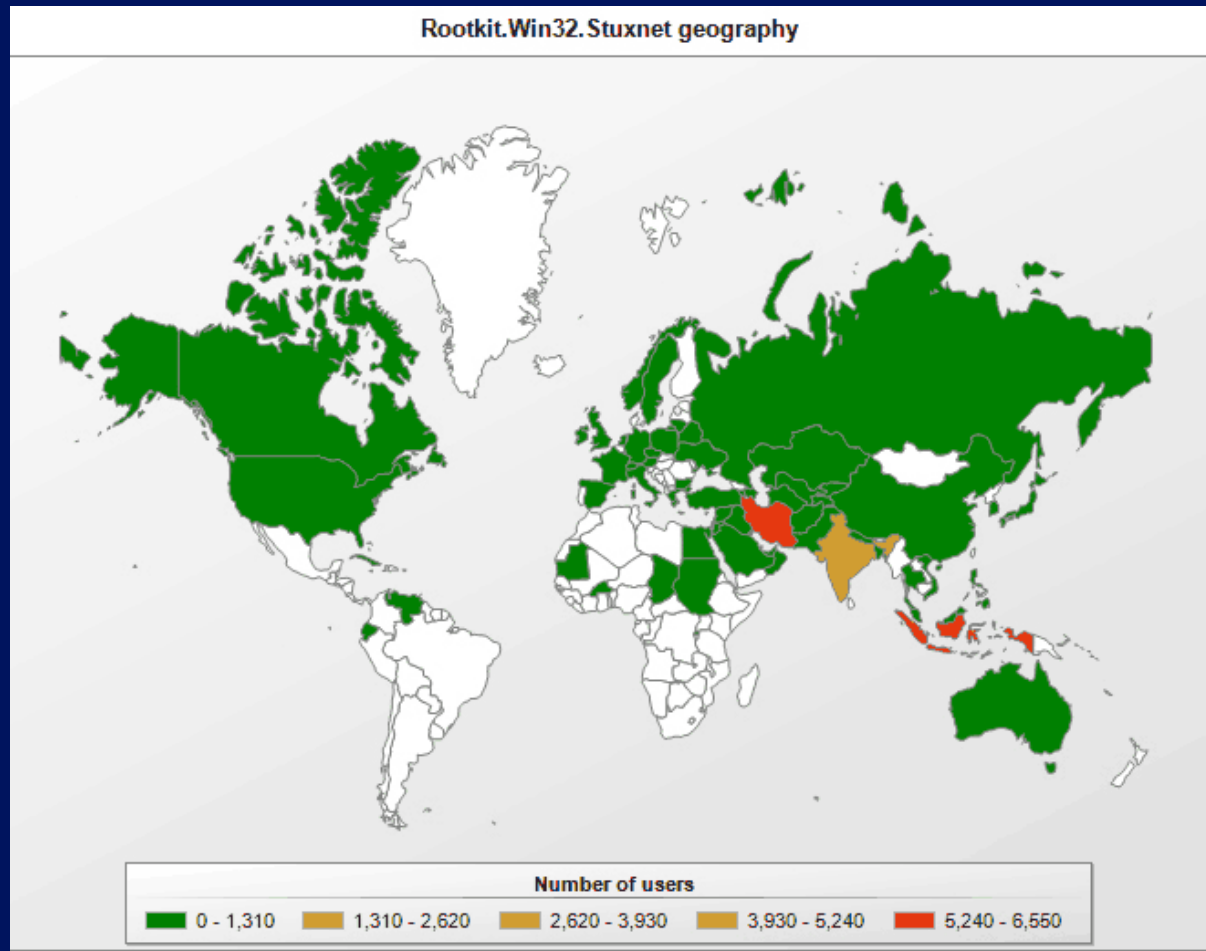 Rootkit.Win32.Stuxnet geography
Number of users
0 - 1,310 1,310 - 2,620 2,620 - 3,930 3,930 - 5,240 5,240 - 6,550